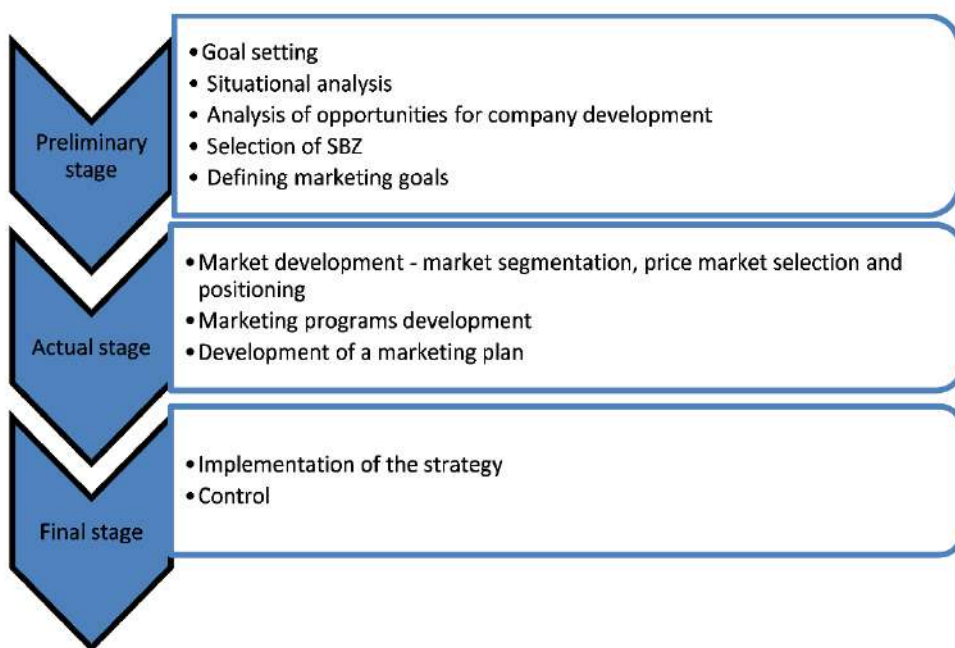 Preliminary
stage
• Goal setting
• Situational analysis
• Analysis of opportunities for company development
• Selection of SBZ
• Defining marketing goals
Actual stage
• Market development - market segmentation, price market selection and
positioning
• Marketing programs development
• Development of a marketing plan
Final stage
• Implementation of the strategy
• Control